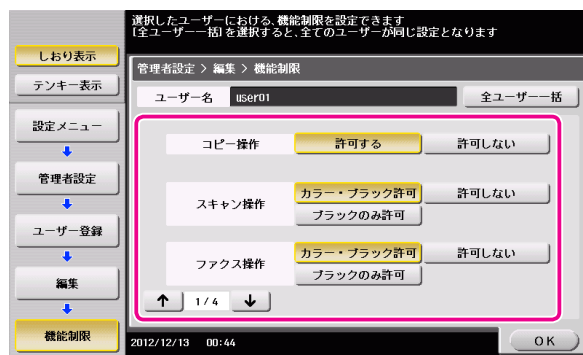 選択したユーザーにおける、機能制限を設定できます
[全ユーザー一括] を選択すると、全てのユーザーが同じ設定となります
しおり表示
テンキー表示
設定メニュー
管理者設定
ユーザー登録
編集
機能制限
管理者設定 > 編集 > 機能制限
ユーザー名 user01 全ユーザー一括
コピー操作 許可する 許可しない
スキャン操作 カラー・ブラック許可 許可しない
ブラックのみ許可
ファクス操作 カラー・ブラック許可 許可しない
ブラックのみ許可
↑ 1/4 ↓
2012/12/13 00:44 OK